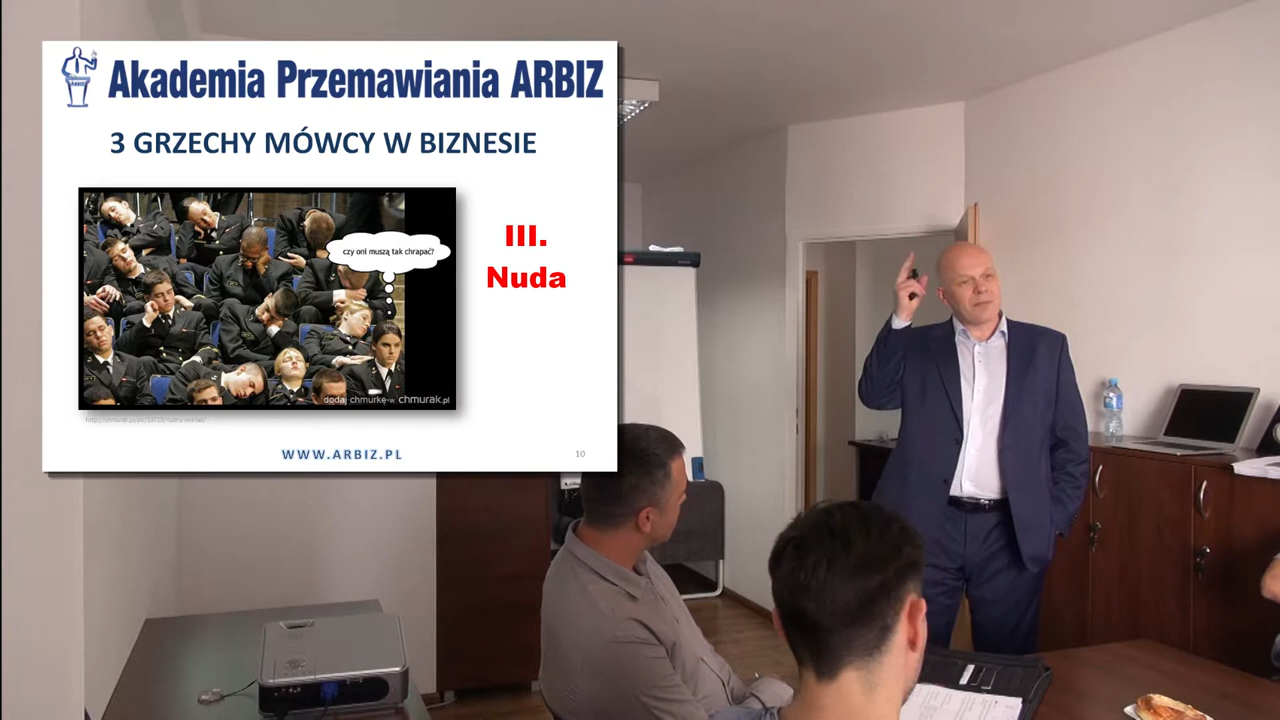 Akademia Przemawiania ARBIZ
3 GRZECHY MÓWCY W BIZNESIE
czy oni muszą tak chrapać?
III.
Nuda
dodaj chmurkę w chmurak.pl
WWW.ARBIZ.PL
10